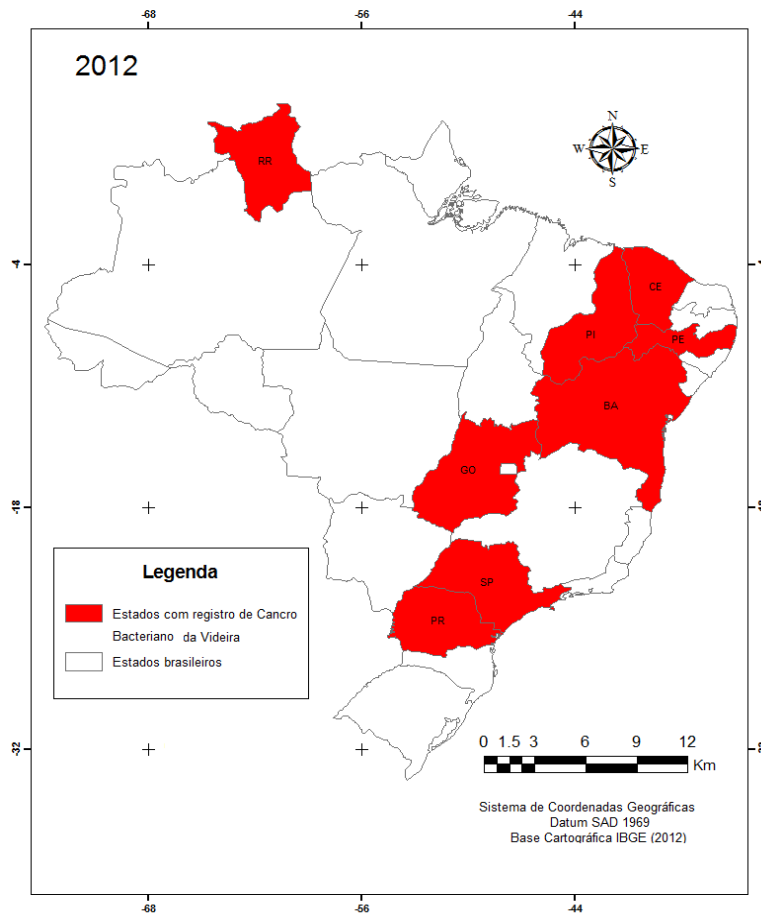 -68 -56 -44
2012
N
W E
S
RR
-4 -4
CE
PI
PE
BA
GO
-18 -18
Legenda
Estados com registro de Cancro
Bacteriano da Videira
Estados brasileiros
SP
PR
-32
0 1.5 3 6 9 12
Km
Sistema de Coordenadas Geográficas
Datum SAD 1969
Base Cartográfica IBGE (2012)
-68 -56 -44